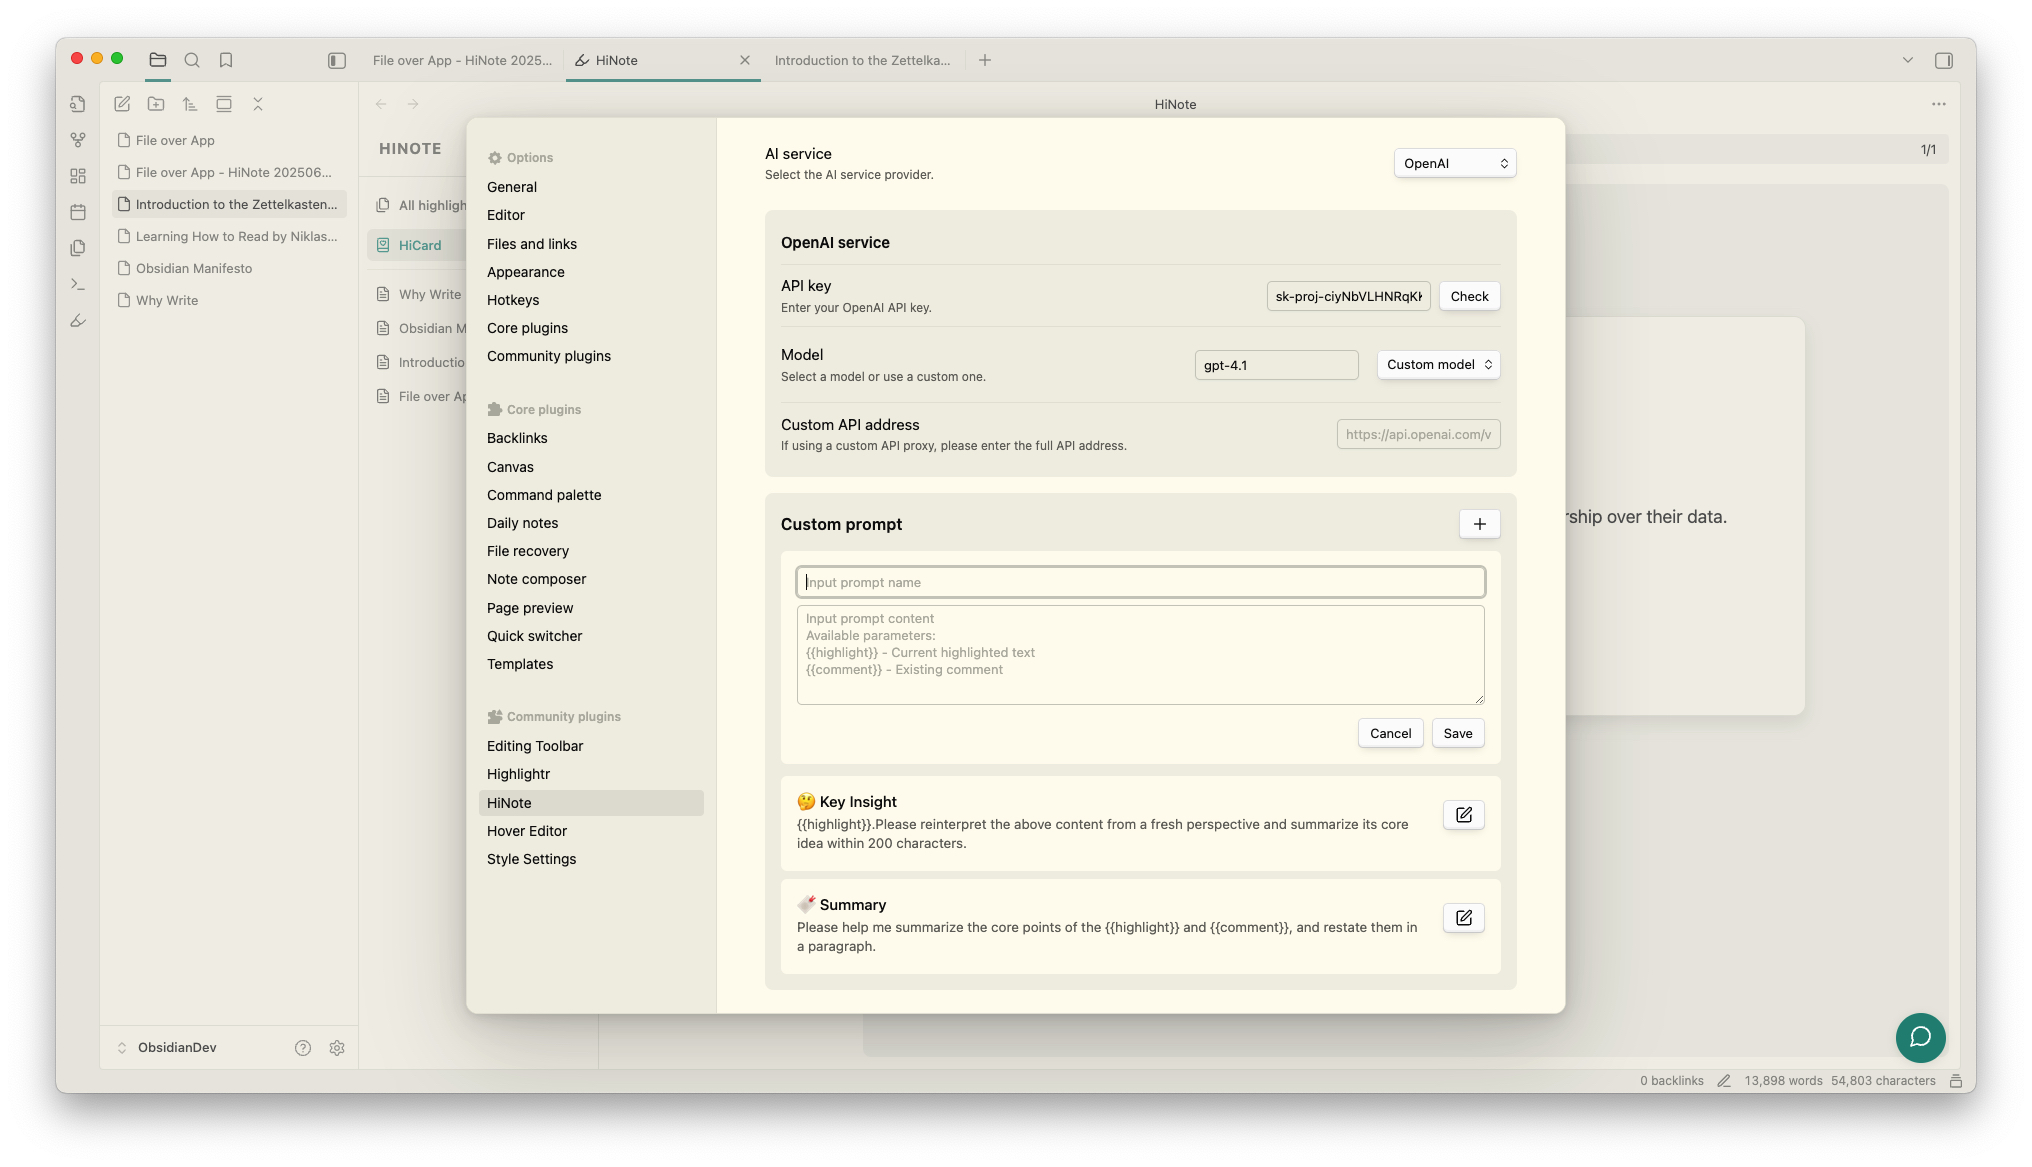 File over App - HiNote 2025...
HiNote
Introduction to the Zettelka...
HiNote
File over App
File over App - HiNote 202506...
Introduction to the Zettelkasten...
Learning How to Read by Niklas...
Obsidian Manifesto
Why Write
ObsidianDev
HINOTE
All highligh
HiCard
Why Write
Obsidian M
Introductio
File over Ap
1/1
rship over their data.
Options
General
Editor
Files and links
Appearance
Hotkeys
Core plugins
Community plugins
Core plugins
Backlinks
Canvas
Command palette
Daily notes
File recovery
Note composer
Page preview
Quick switcher
Templates
Community plugins
Editing Toolbar
Highlightr
HiNote
Hover Editor
Style Settings
AI service
Select the AI service provider.
OpenAI
OpenAI service
API key
Enter your OpenAI API key.
sk-proj-ciyNbVLHNRqKk
Check
Model
Select a model or use a custom one.
gpt-4.1
Custom model
Custom API address
If using a custom API proxy, please enter the full API address.
https://api.openai.com/v
Custom prompt
Input prompt name
Input prompt content
Available parameters:
{{highlight}} - Current highlighted text
{{comment}} - Existing comment
Cancel
Save
🤔 Key Insight
{{highlight}}.Please reinterpret the above content from a fresh perspective and summarize its core
idea within 200 characters.
Summary
Please help me summarize the core points of the {{highlight}} and {{comment}}, and restate them in
a paragraph.
0 backlinks
13,898 words
54,803 characters